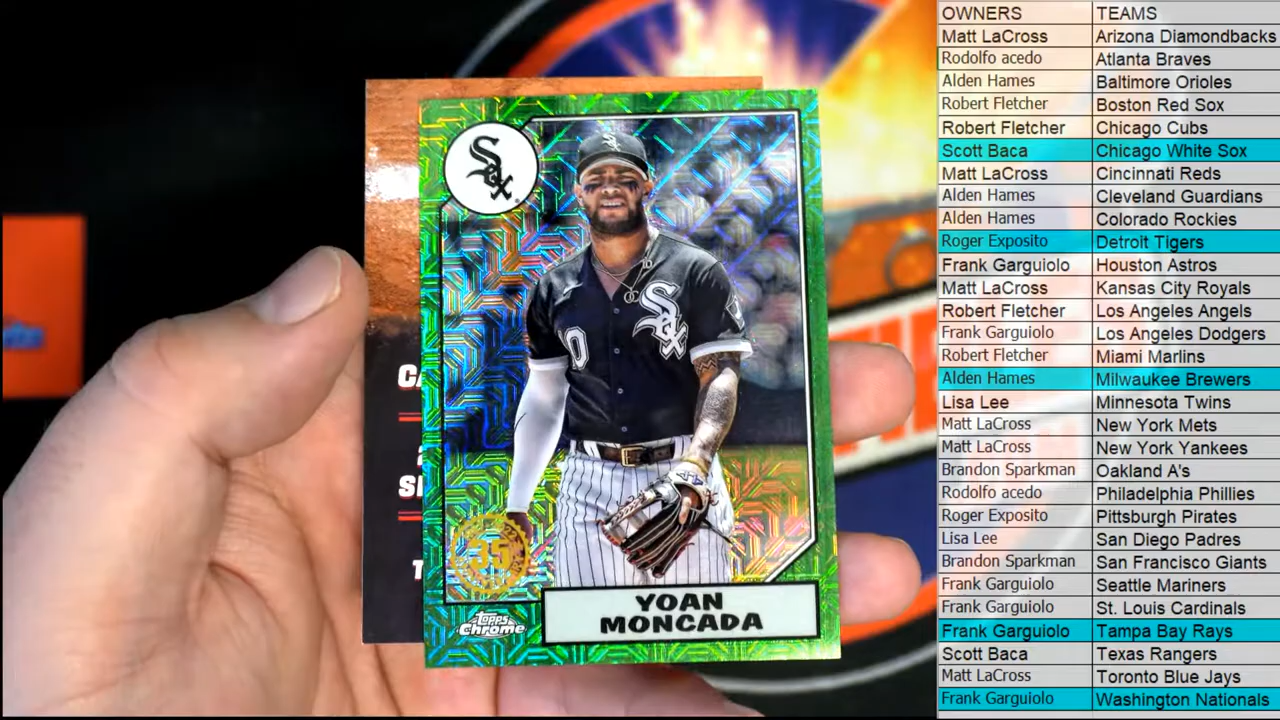 Sox
Sox
10
35
YOAN
MONCADA
topps
Chrome
OWNERS TEAMS
Matt LaCross Arizona Diamondbacks
Rodolfo acedo Atlanta Braves
Alden Hames Baltimore Orioles
Robert Fletcher Boston Red Sox
Robert Fletcher Chicago Cubs
Scott Baca Chicago White Sox
Matt LaCross Cincinnati Reds
Alden Hames Cleveland Guardians
Alden Hames Colorado Rockies
Roger Exposito Detroit Tigers
Frank Garguiolo Houston Astros
Matt LaCross Kansas City Royals
Robert Fletcher Los Angeles Angels
Frank Garguiolo Los Angeles Dodgers
Robert Fletcher Miami Marlins
Alden Hames Milwaukee Brewers
Lisa Lee Minnesota Twins
Matt LaCross New York Mets
Matt LaCross New York Yankees
Brandon Sparkman Oakland A's
Rodolfo acedo Philadelphia Phillies
Roger Exposito Pittsburgh Pirates
Lisa Lee San Diego Padres
Brandon Sparkman San Francisco Giants
Frank Garguiolo Seattle Mariners
Frank Garguiolo St. Louis Cardinals
Frank Garguiolo Tampa Bay Rays
Scott Baca Texas Rangers
Matt LaCross Toronto Blue Jays
Frank Garguiolo Washington Nationals